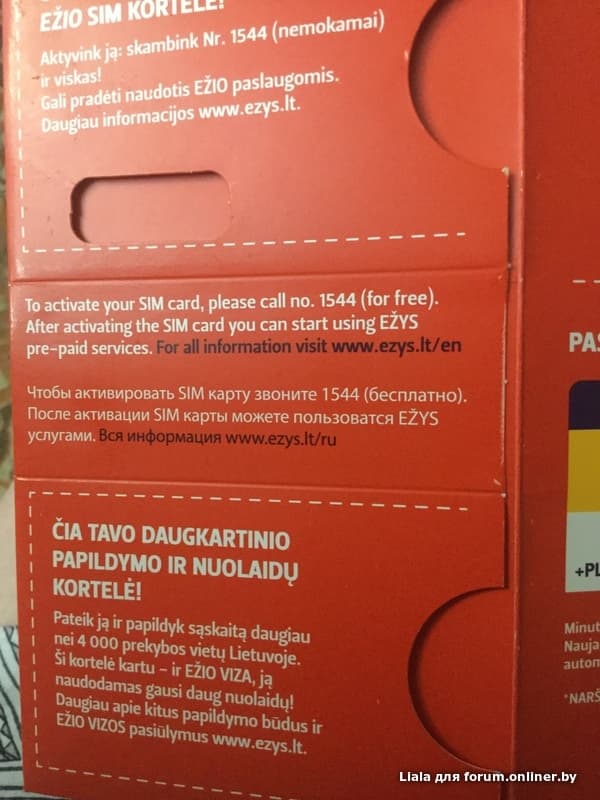 EŽIO SIM KORTELĖ!
Aktyvink ją: skambink Nr. 1544 (nemokamai)
ir viskas!
Gali pradėti naudotis EŽIO paslaugomis.
Daugiau informacijos www.ezys.lt.
To activate your SIM card, please call no. 1544 (for free).
After activating the SIM card you can start using EŽYS
pre-paid services. For all information visit www.ezys.lt/en
Чтобы активировать SIM карту звоните 1544 (бесплатно).
После активации SIM карты можете пользоватся EŽYS
услугами. Вся информация www.ezys.lt/ru
ČIA TAVO DAUGKARTINIO
PAPILDYMO IR NUOLAIDŲ
KORTELĖ!
Pateik ją ir papildyk sąskaitą daugiau
nei 4 000 prekybos vietų Lietuvoje.
Ši kortelė kartu – ir EŽIO VIZA, ją
naudodamas gausi daug nuolaidų!
Daugiau apie kitus papildymo būdus ir
EŽIO VIZOS pasiūlymus www.ezys.lt.
PAS
+PL
Minut
Nauja
autom
*NARŠ
Liala для forum.onliner.by